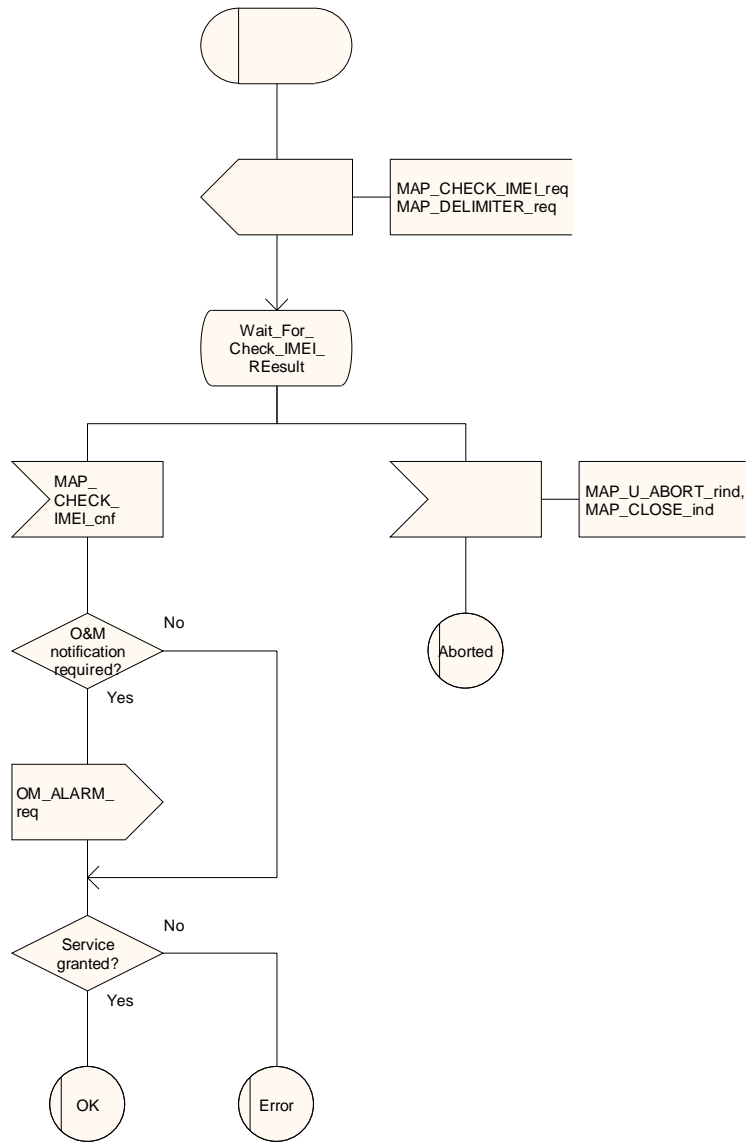 MAP_CHECK_IMEI_req
MAP_DELIMITER_req
Wait_For_
Check_IMEI_
REesult
MAP_
CHECK_
IMEI_cnf
MAP_U_ABORT_rind,
MAP_CLOSE_ind
O&M
notification
required?
No
Yes
Aborted
OM_ALARM_
req
Service
granted?
No
Yes
OK
Error